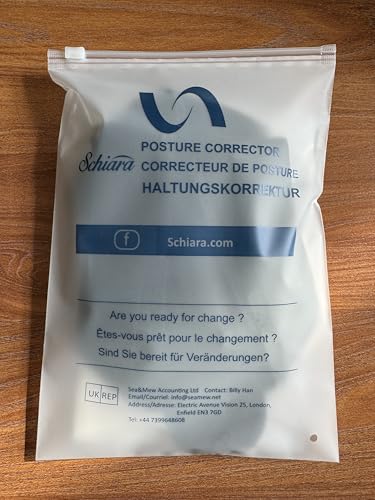 POSTURE CORRECTOR
Schiara CORRECTEUR DE POSTURE
HALTUNGSKORREKTUR
f Schiara.com
Are you ready for change ?
Êtes-vous prêt pour le changement ?
Sind Sie bereit für Veränderungen?
UK REP
Sea&Mew Accounting Ltd Contact: Billy Han
Email/Courriel: info@seamew.net
Address/Adresse: Electric Avenue Vision 25, London,
Enfield EN3 7GD
Tel: +44 7399648608